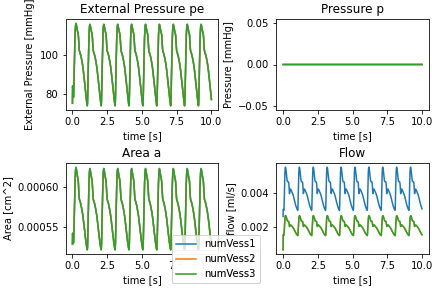 External Pressure pe
External Pressure [mmHg]
100
80
0.0 2.5 5.0 7.5 10.0
time [s]
Pressure p
Pressure [mmHg]
0.05
0.00
−0.05
0.0 2.5 5.0 7.5 10.0
time [s]
Area a
Area [cm^2]
0.00060
0.00055
0.0 2.5 5.0
time [s]
Flow
flow [ml/s]
0.004
0.002
0.0 2.5 5.0 7.5 10.0
time [s]
numVess1
numVess2
numVess3